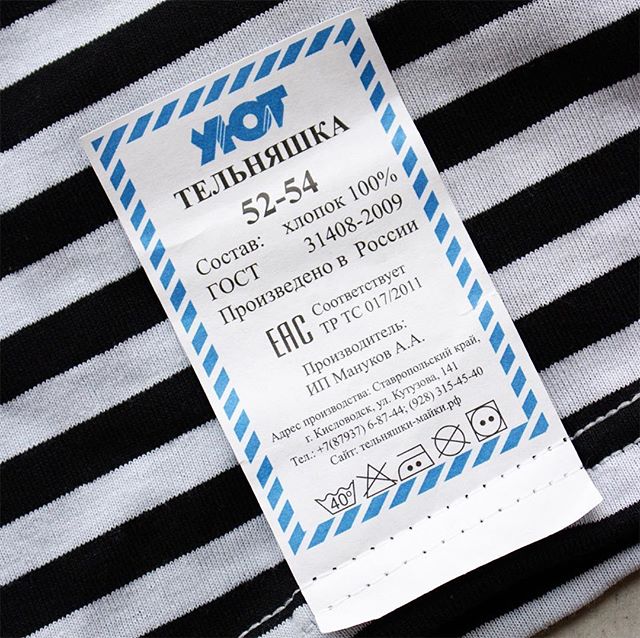 УЮТ
ТЕЛЬНЯШКА
52-54
Состав: хлопок 100%
ГОСТ 31408-2009
Произведено в России
ЕАС Соответствует
ТР ТС 017/2011
Производитель:
ИП Мануков А.А.
Адрес производства: Ставропольский край,
г. Кисловодск, ул. Кутузова, 141
Тел.: +7(87937) 6-87-44; (928) 315-45-40
Сайт: тельняшки-майки.рф
40°